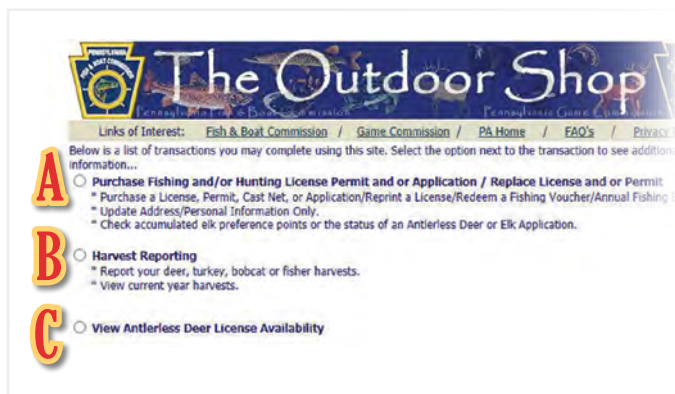 PENNSYLVANIA
FISH & BOAT COMMISSION
The Outdoor Shop
Pennsylvania Fish & Boat Commission Pennsylvania Game Com
Links of Interest: Fish & Boat Commission / Game Commission / PA Home / FAQ's / Privacy
Below is a list of transactions you may complete using this site. Select the option next to the transaction to see addition
information...
A
Purchase Fishing and/or Hunting License Permit and or Application / Replace License and or Permit
* Purchase a License, Permit, Cast Net, or Application/Reprint a License/Redeem a Fishing Voucher/Annual Fishing
* Update Address/Personal Information Only.
* Check accumulated elk preference points or the status of an Antlerless Deer or Elk Application.
B
Harvest Reporting
* Report your deer, turkey, bobcat or fisher harvests.
* View current year harvests.
C
View Antlerless Deer License Availability